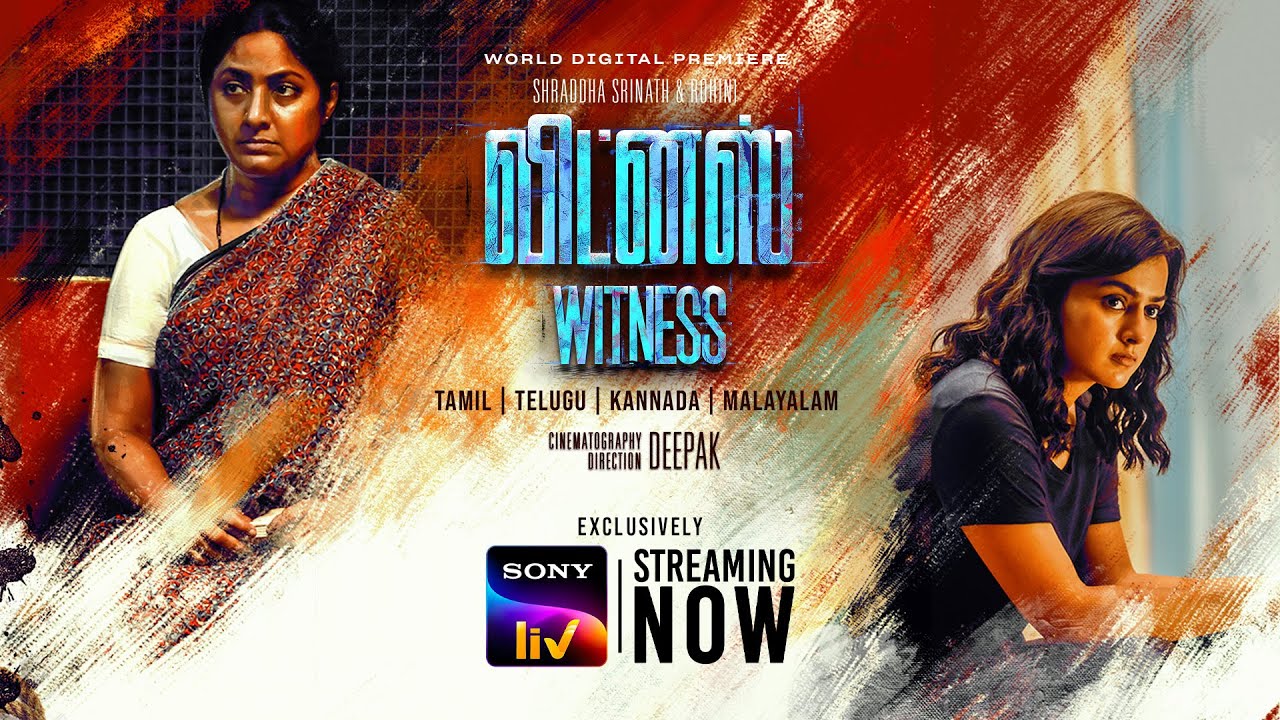 WORLD DIGITAL PREMIERE
SHRADDHA SRINATH & ROHINI
விட்னஸ்
WITNESS
TAMIL | TELUGU | KANNADA | MALAYALAM
CINEMATOGRAPHY
DIRECTION DEEPAK
EXCLUSIVELY
SONY
liv
STREAMING
NOW